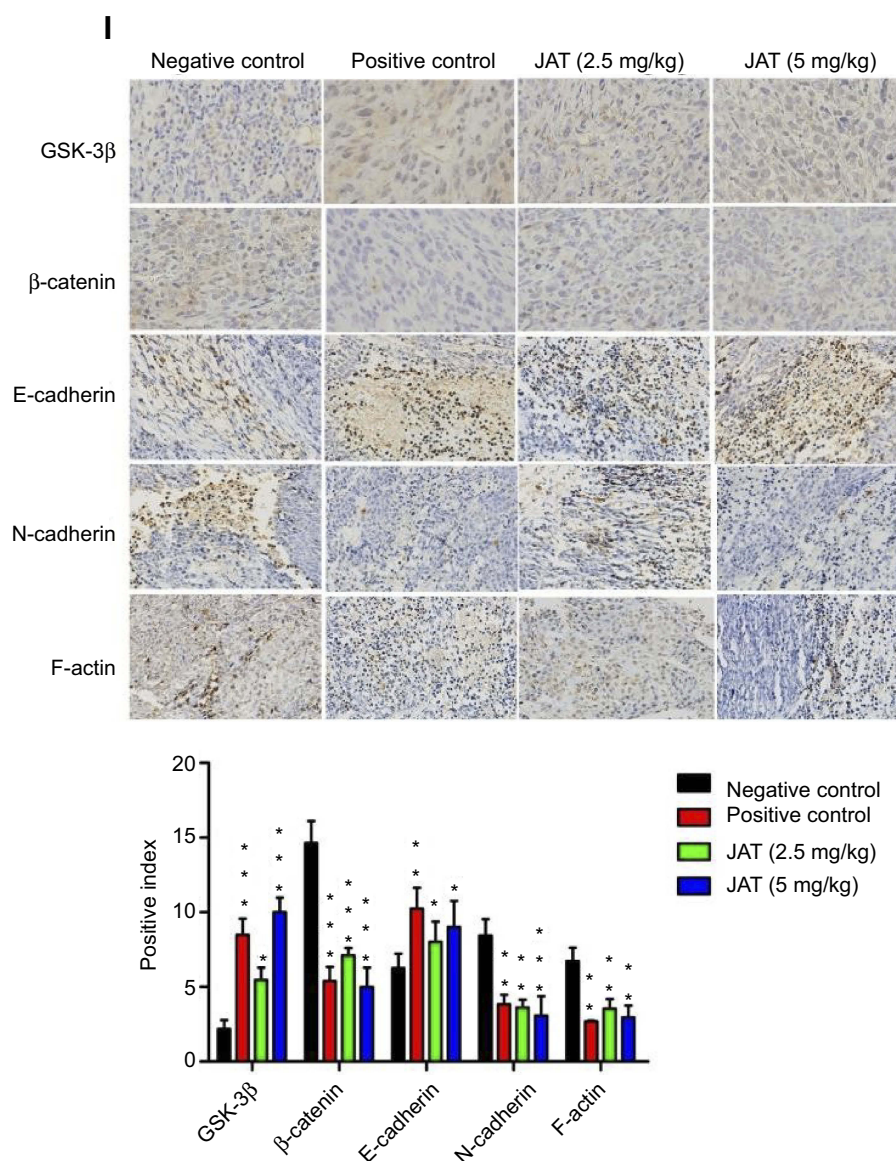 I
Negative control Positive control JAT (2.5 mg/kg) JAT (5 mg/kg)
GSK-3β
β-catenin
E-cadherin
N-cadherin
F-actin
20
15
10
5
0
Positive index
* * * * * * *
* * * * * * * * *
* * * * *
* * * * * * *
* * * * * *
GSK-3β β-catenin E-cadherin N-cadherin F-actin
Negative control
Positive control
JAT (2.5 mg/kg)
JAT (5 mg/kg)